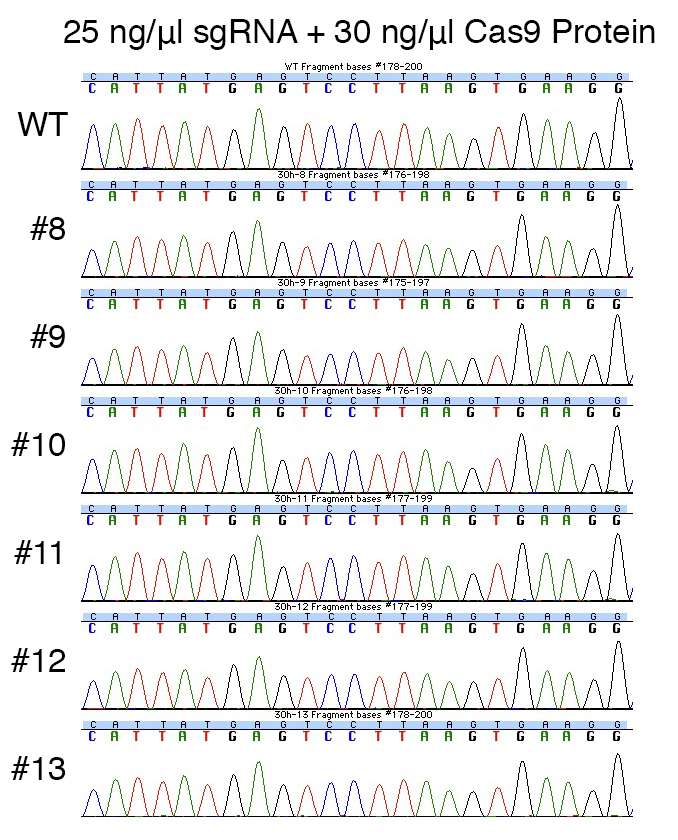 25 ng/µl sgRNA + 30 ng/µl Cas9 Protein
WT Fragment bases #178-200
C A T T A T G A G T C C T T A A G T G A A G G
C A T T A T G A G T C C T T A A G T G A A G G
WT
30h-8 Fragment bases #176-198
C A T T A T G A G T C C T T A A G T G A A G G
C A T T A T G A G T C C T T A A G T G A A G G
#8
30h-9 Fragment bases #175-197
C A T T A T G A G T C C T T A A G T G A A G G
C A T T A T G A G T C C T T A A G T G A A G G
#9
30h-10 Fragment bases #176-198
C A T T A T G A G T C C T T A A G T G A A G G
C A T T A T G A G T C C T T A A G T G A A G G
#10
30h-11 Fragment bases #177-199
C A T T A T G A G T C C T T A A G T G A A G G
C A T T A T G A G T C C T T A A G T G A A G G
#11
30h-12 Fragment bases #177-199
C A T T A T G A G T C C T T A A G T G A A G G
C A T T A T G A G T C C T T A A G T G A A G G
#12
30h-13 Fragment bases #178-200
C A T T A T G A G T C C T T A A G T G A A G G
C A T T A T G A G T C C T T A A G T G A A G G
#13